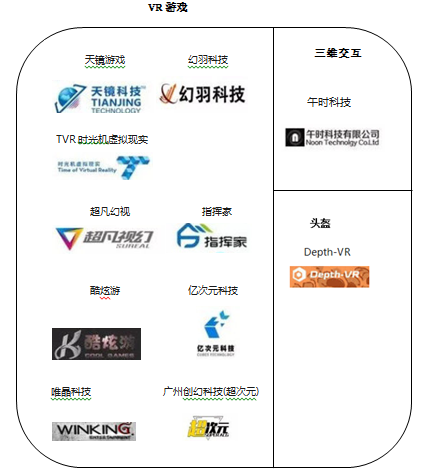 VR 游戏
天镜游戏
幻羽科技
天镜科技™
TIANJING
TECHNOLOGY
幻羽科技
TVR 时光机虚拟现实
时光机虚拟现实
Time of Virtual Reality
超凡幻视
指挥家
超凡视幻
SUREAL
指挥家
酷炫游
亿次元科技
酷炫游
COOL GAMES
亿次元科技
唯晶科技
广州创幻科技(超次元)
WINKING
超次元
三维交互
午时科技
午时科技有限公司
Noon Technolgy Co.Ltd
头盔
Depth-VR
Depth-VR